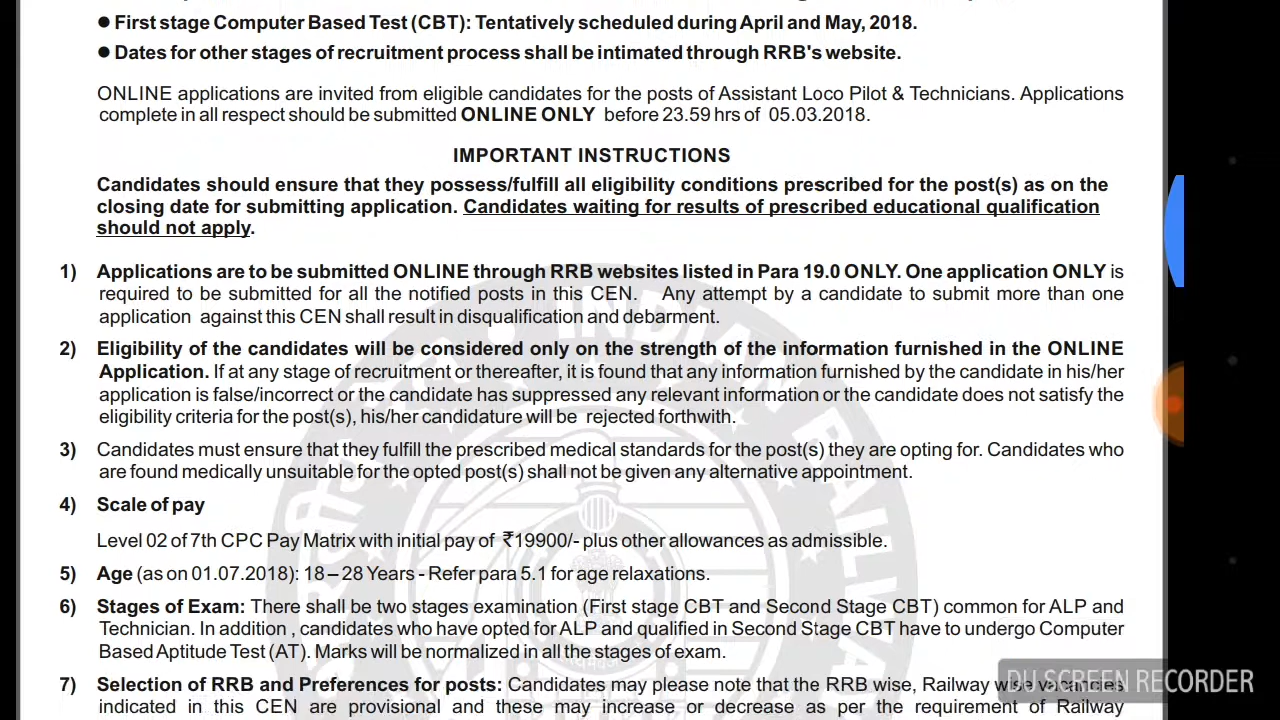 ● First stage Computer Based Test (CBT): Tentatively scheduled during April and May, 2018.
● Dates for other stages of recruitment process shall be intimated through RRB's website.
ONLINE applications are invited from eligible candidates for the posts of Assistant Loco Pilot & Technicians. Applications
complete in all respect should be submitted ONLINE ONLY before 23.59 hrs of 05.03.2018.
IMPORTANT INSTRUCTIONS
Candidates should ensure that they possess/fulfill all eligibility conditions prescribed for the post(s) as on the
closing date for submitting application. Candidates waiting for results of prescribed educational qualification
should not apply.
1) Applications are to be submitted ONLINE through RRB websites listed in Para 19.0 ONLY. One application ONLY is
required to be submitted for all the notified posts in this CEN. Any attempt by a candidate to submit more than one
application against this CEN shall result in disqualification and debarment.
2) Eligibility of the candidates will be considered only on the strength of the information furnished in the ONLINE
Application. If at any stage of recruitment or thereafter, it is found that any information furnished by the candidate in his/her
application is false/incorrect or the candidate has suppressed any relevant information or the candidate does not satisfy the
eligibility criteria for the post(s), his/her candidature will be rejected forthwith.
3) Candidates must ensure that they fulfill the prescribed medical standards for the post(s) they are opting for. Candidates who
are found medically unsuitable for the opted post(s) shall not be given any alternative appointment.
4) Scale of pay
Level 02 of 7th CPC Pay Matrix with initial pay of ₹19900/- plus other allowances as admissible.
5) Age (as on 01.07.2018): 18 – 28 Years - Refer para 5.1 for age relaxations.
6) Stages of Exam: There shall be two stages examination (First stage CBT and Second Stage CBT) common for ALP and
Technician. In addition , candidates who have opted for ALP and qualified in Second Stage CBT have to undergo Computer
Based Aptitude Test (AT). Marks will be normalized in all the stages of exam.
7) Selection of RRB and Preferences for posts: Candidates may please note that the RRB wise, Railway wise vacancies
indicated in this CEN are provisional and these may increase or decrease as per the requirement of Railway
INDIAN RAILWAY
DU SCREEN RECORDER